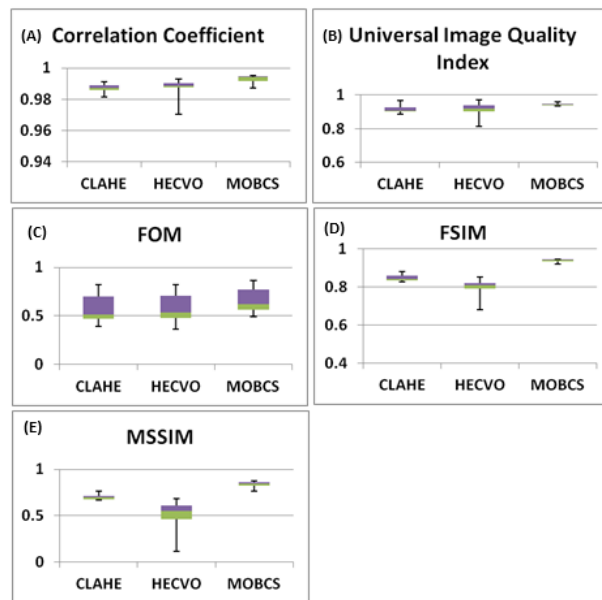 (A) Correlation Coefficient
1
0.98
0.96
0.94
CLAHE HECVO MOBCS
(B) Universal Image Quality
Index
1
0.8
0.6
CLAHE HECVO MOBCS
(C) FOM
1
0.5
0
CLAHE HECVO MOBCS
(D) FSIM
1
0.8
0.6
0.4
CLAHE HECVO MOBCS
(E) MSSIM
1
0.5
0
CLAHE HECVO MOBCS